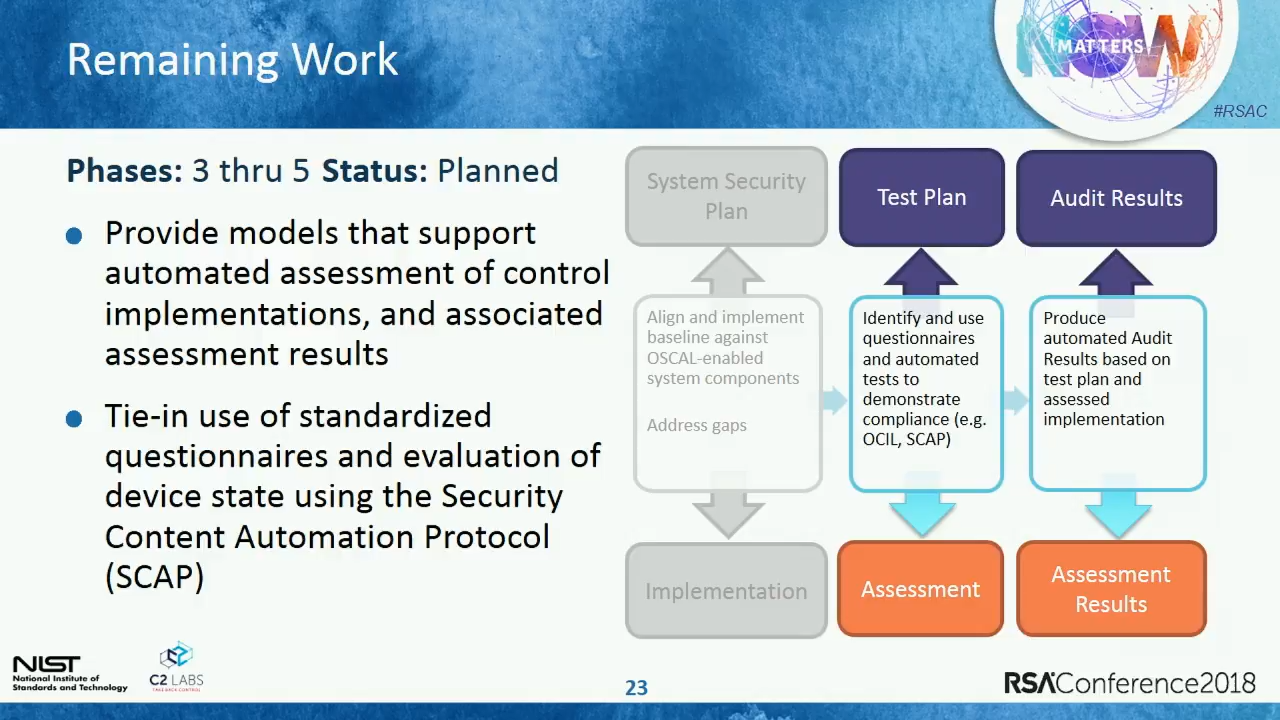 Remaining Work
NOW
MATTERS
#RSAC
Phases: 3 thru 5 Status: Planned
Provide models that support
automated assessment of control
implementations, and associated
assessment results
Tie-in use of standardized
questionnaires and evaluation of
device state using the Security
Content Automation Protocol
(SCAP)
System Security
Plan
Test Plan
Audit Results
Align and implement
baseline against
OSCAL-enabled
system components
Address gaps
Identify and use
questionnaires
and automated
tests to
demonstrate
compliance (e.g.
OCIL, SCAP)
Produce
automated Audit
Results based on
test plan and
assessed
implementation
Implementation
Assessment
Assessment
Results
NIST
National Institute of
Standards and Technology
C2 LABS
TAKE BACK CONTROL
23
RSAConference2018